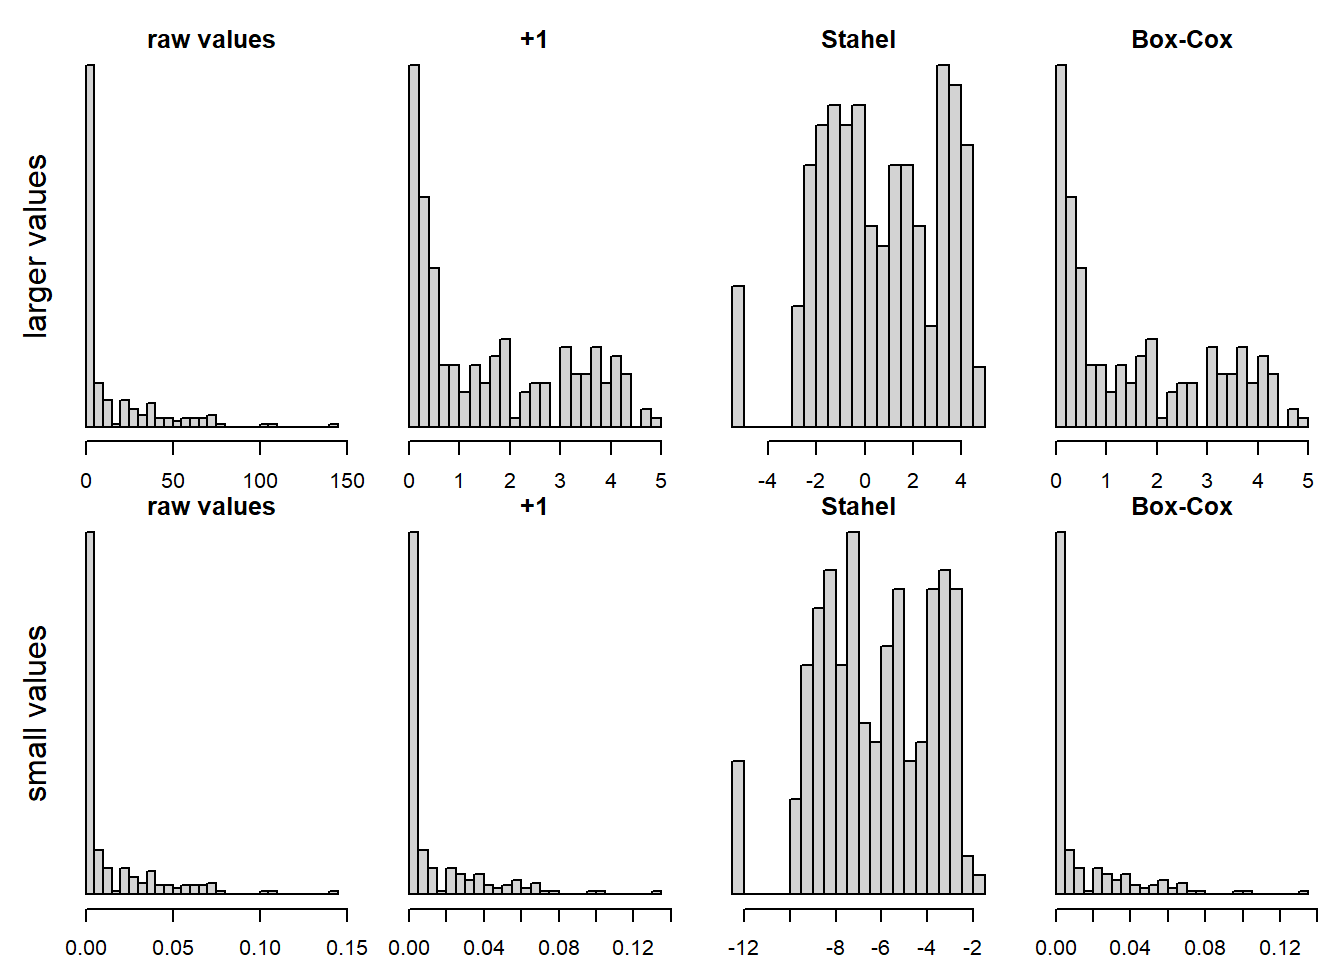 raw values +1 Stahel Box-Cox
larger values
0 50 100 150 0 1 2 3 4 5 -4 -2 0 2 4 0 1 2 3 4 5
raw values +1 Stahel Box-Cox
small values
0.00 0.05 0.10 0.15 0.00 0.04 0.08 0.12 -12 -8 -6 -4 -2 0.00 0.04 0.08 0.12